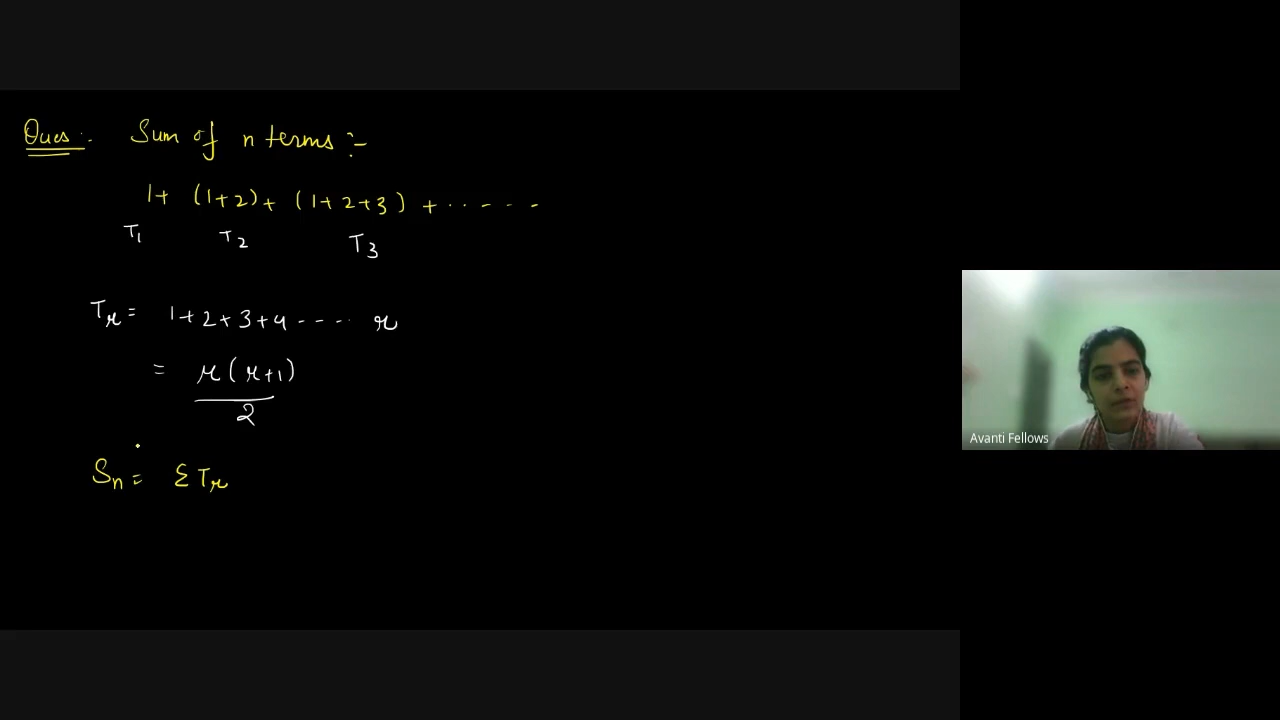 Ques :- Sum of n terms :-
1+ (1+2) + (1+2+3) + ........
T1 T2 T3
Tr = 1+2+3+4 ---- r
= r(r+1)
2
Sn = Σ Tr
Avanti Fellows